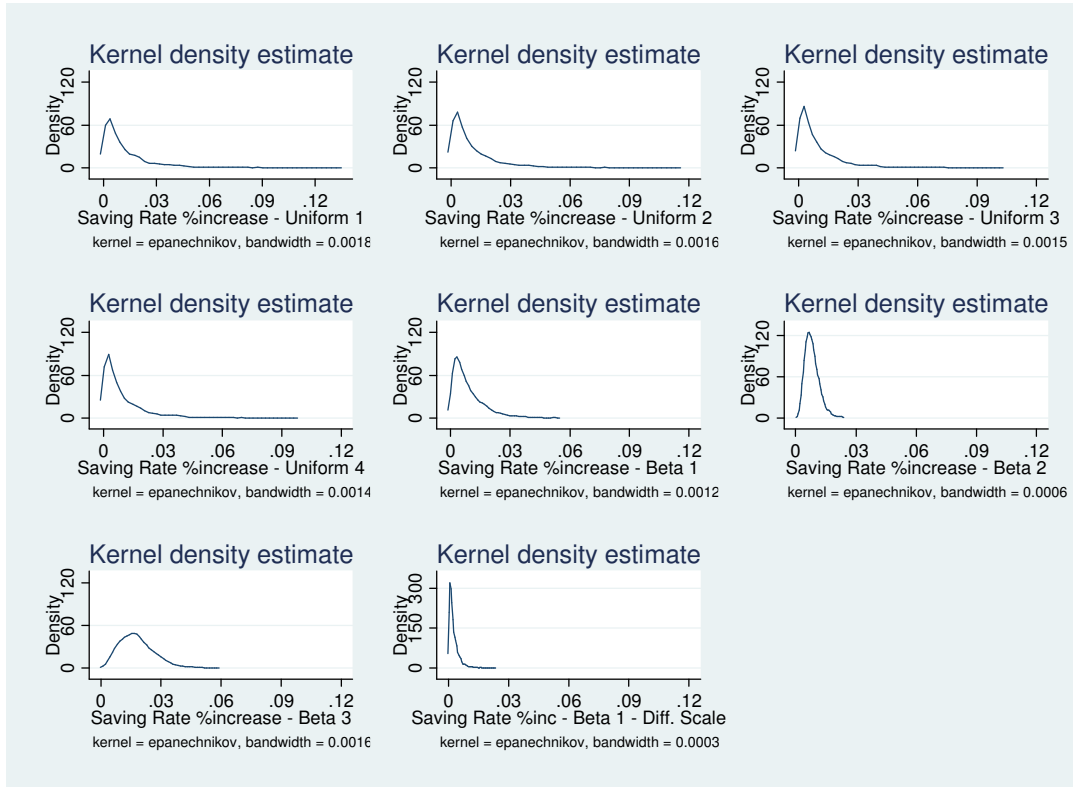 Kernel density estimate
Density
0 60 120
0 .03 .06 .09 .12
Saving Rate %increase - Uniform 1
kernel = epanechnikov, bandwidth = 0.0018
Kernel density estimate
Density
0 60 120
0 .03 .06 .09 .12
Saving Rate %increase - Uniform 2
kernel = epanechnikov, bandwidth = 0.0016
Kernel density estimate
Density
0 60 120
0 .03 .06 .09 .12
Saving Rate %increase - Uniform 3
kernel = epanechnikov, bandwidth = 0.0015
Kernel density estimate
Density
0 60 120
0 .03 .06 .09 .12
Saving Rate %increase - Uniform 4
kernel = epanechnikov, bandwidth = 0.0014
Kernel density estimate
Density
0 60 120
0 .03 .06 .09 .12
Saving Rate %increase - Beta 1
kernel = epanechnikov, bandwidth = 0.0012
Kernel density estimate
Density
0 60 120
0 .03 .06 .09 .12
Saving Rate %increase - Beta 2
kernel = epanechnikov, bandwidth = 0.0006
Kernel density estimate
Density
0 60 120
0 .03 .06 .09 .12
Saving Rate %increase - Beta 3
kernel = epanechnikov, bandwidth = 0.0016
Kernel density estimate
Density
0 150 300
0 .03 .06 .09 .12
Saving Rate %inc - Beta 1 - Diff. Scale
kernel = epanechnikov, bandwidth = 0.0003